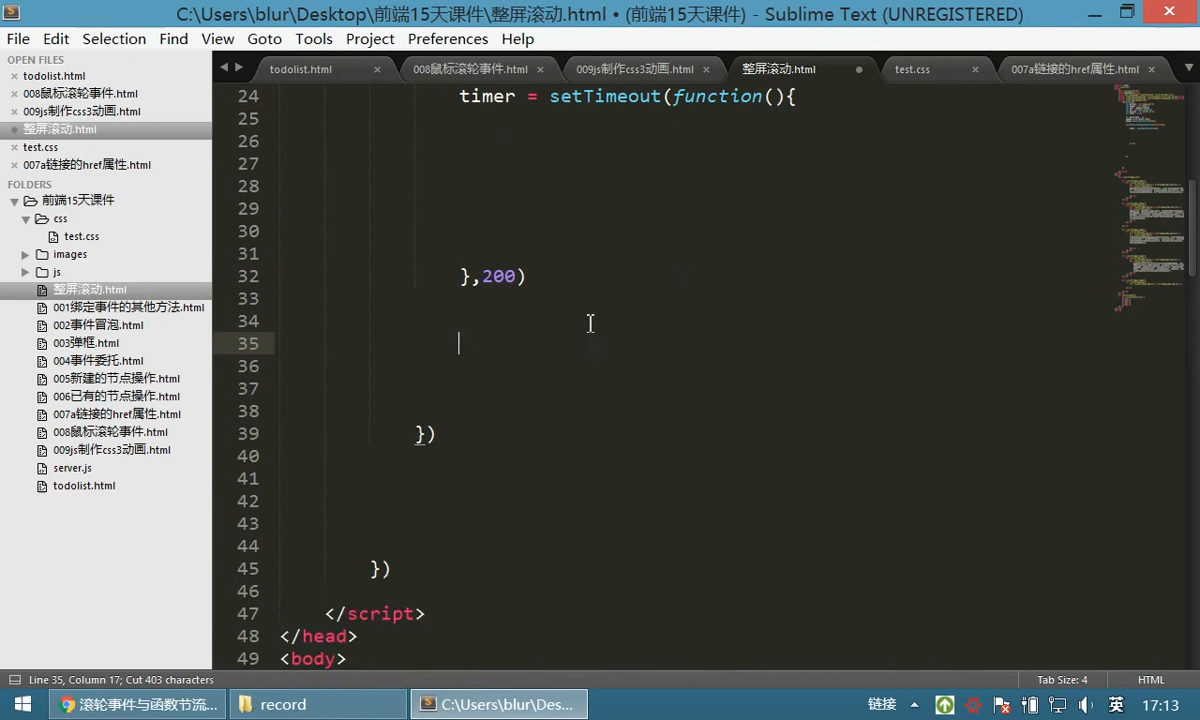 C:\Users\blur\Desktop\前端15天课件\整屏滚动.html • (前端15天课件) - Sublime Text (UNREGISTERED)
File Edit Selection Find View Goto Tools Project Preferences Help
OPEN FILES
todolist.html
008鼠标滚轮事件.html
009js制作css3动画.html
整屏滚动.html
test.css
007a链接的href属性.html
FOLDERS
前端15天课件
css
test.css
images
js
整屏滚动.html
001绑定事件的其他方法.html
002事件冒泡.html
003弹框.html
004事件委托.html
005新建的节点操作.html
006已有的节点操作.html
007a链接的href属性.html
008鼠标滚轮事件.html
009js制作css3动画.html
server.js
todolist.html
todolist.html 008鼠标滚轮事件.html 009js制作css3动画.html 整屏滚动.html test.css 007a链接的href属性.html
24 timer = setTimeout(function(){
25
26
27
28
29
30
31
32 },200)
33
34
35
36
37
38
39 })
40
41
42
43
44
45 })
46
47 </script>
48 </head>
49 <body>
Line 35, Column 17; Cut 403 characters Tab Size: 4 HTML
滚轮事件与函数节流... record C:\Users\blur\Des... 链接 英 17:13